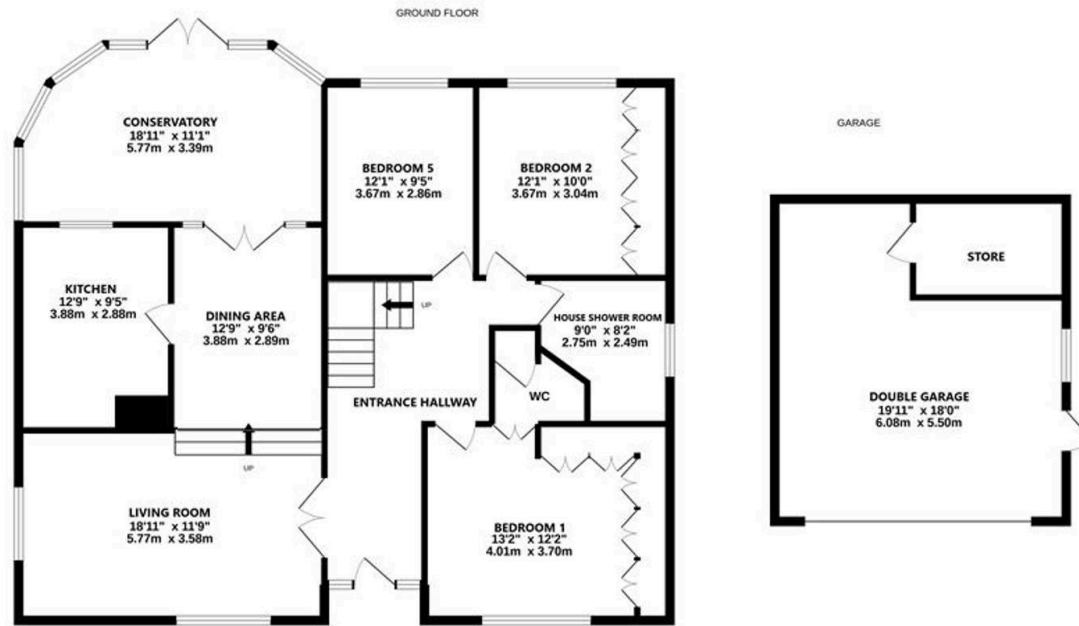 GROUND FLOOR
CONSERVATORY
18'11" x 11'1"
5.77m x 3.39m
BEDROOM 5
12'1" x 9'5"
3.67m x 2.86m
BEDROOM 2
12'1" x 10'0"
3.67m x 3.04m
KITCHEN
12'9" x 9'5"
3.88m x 2.88m
DINING AREA
12'9" x 9'6"
3.88m x 2.89m
UP
HOUSE SHOWER ROOM
9'0" x 8'2"
2.75m x 2.49m
WC
ENTRANCE HALLWAY
UP
LIVING ROOM
18'11" x 11'9"
5.77m x 3.58m
BEDROOM 1
13'2" x 12'2"
4.01m x 3.70m
GARAGE
STORE
DOUBLE GARAGE
19'11" x 18'0"
6.08m x 5.50m